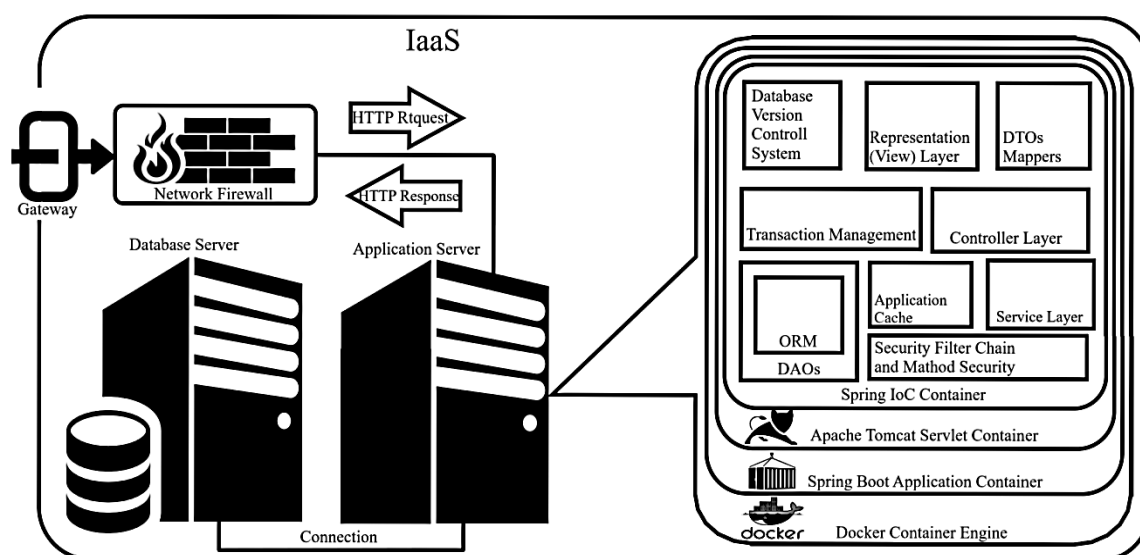 IaaS
HTTP Rtquest
HTTP Response
Network Firewall
Gateway
Database Server
Application Server
Connection
Database
Version
Controll
System
Representation
(View) Layer
DTOs
Mappers
Transaction Management
Controller Layer
ORM
DAOs
Application
Cache
Service Layer
Security Filter Chain
and Mathod Security
Spring IoC Container
Apache Tomcat Servlet Container
Spring Boot Application Container
docker
Docker Container Engine